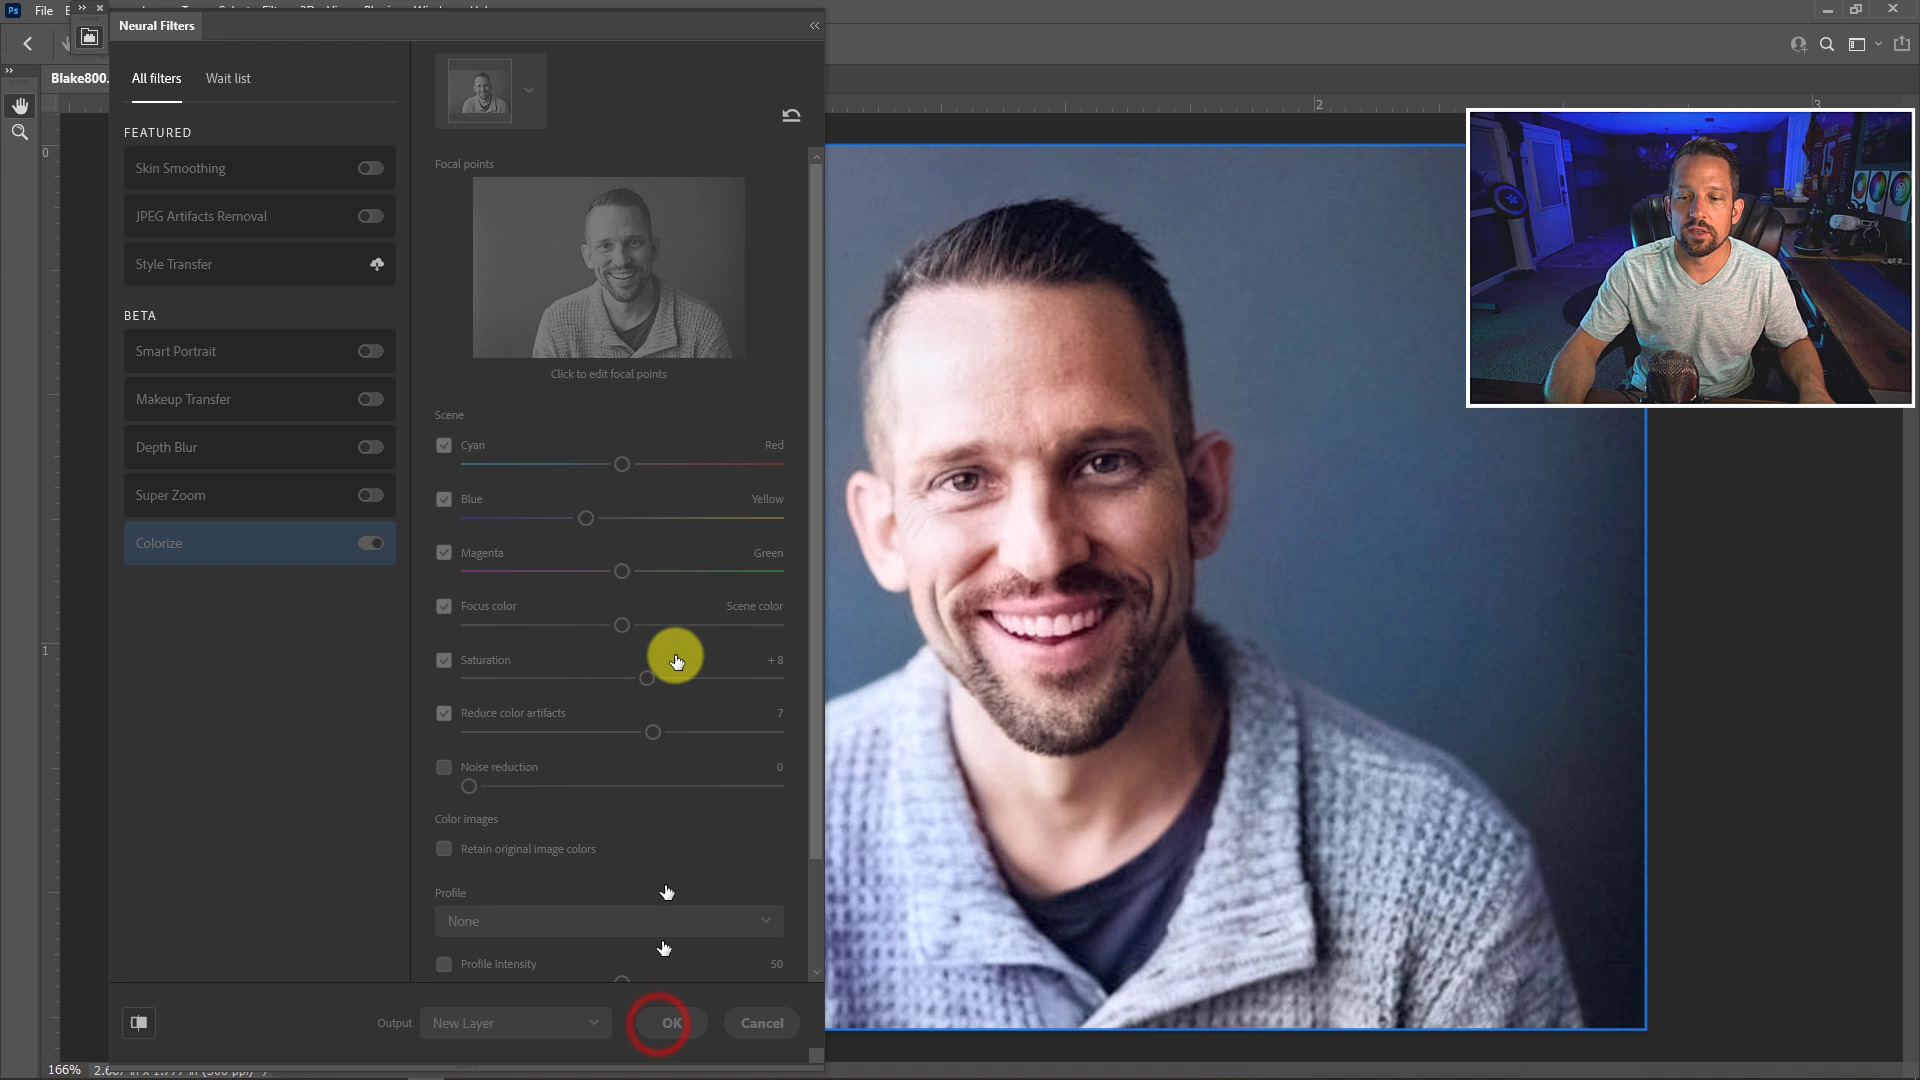 Ps File
Neural Filters
Blake800.
All filters Wait list
FEATURED
Skin Smoothing
JPEG Artifacts Removal
Style Transfer
BETA
Smart Portrait
Makeup Transfer
Depth Blur
Super Zoom
Colorize
Focal points
Click to edit focal points
Scene
Cyan Red
Blue Yellow
Magenta Green
Focus color Scene color
Saturation +8
Reduce color artifacts 7
Noise reduction 0
Color images
Retain original image colors
Profile
None
Profile intensity 50
Output New Layer OK Cancel
2 3
0
1
166%